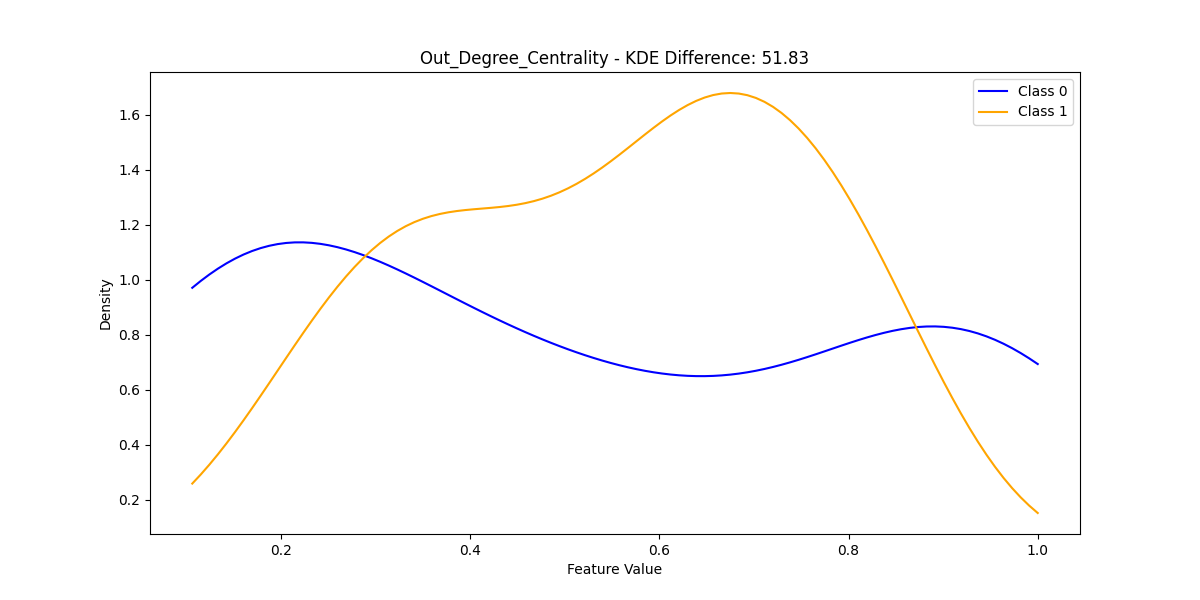 Out_Degree_Centrality - KDE Difference: 51.83
Class 0
Class 1
1.6
1.4
1.2
1.0
0.8
0.6
0.4
0.2
Density
0.2 0.4 0.6 0.8 1.0
Feature Value